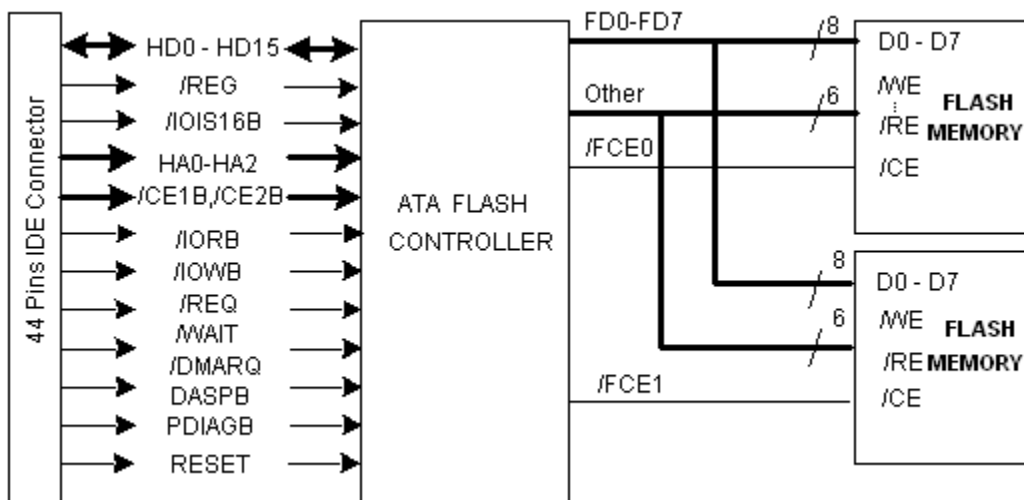 44 Pins IDE Connector
HD0 - HD15
/REG
/IOIS16B
HA0-HA2
/CE1B,/CE2B
/IORB
/IOWB
/REQ
/WAIT
/DMARQ
DASPB
PDIAGB
RESET
ATA FLASH
CONTROLLER
FD0-FD7
Other
/FCE0
/FCE1
8
6
D0 - D7
/WE
/RE
/CE
FLASH
MEMORY
8
6
D0 - D7
/WE
/RE
/CE
FLASH
MEMORY